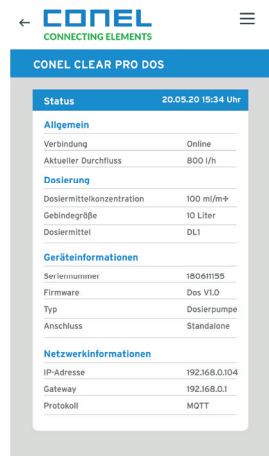 CONEL
CONNECTING ELEMENTS
CONEL CLEAR PRO DOS
Status 20.05.20 15:34 Uhr
Allgemein
Verbindung Online
Aktueller Durchfluss 800 l/h
Dosierung
Dosiermittelkonzentration 100 ml/m÷
Gebindegröße 10 Liter
Dosiermittel DL1
Geräteinformationen
Seriennummer 180611155
Firmware Dos V1.0
Typ Dosierpumpe
Anschluss Standalone
Netzwerkinformationen
IP-Adresse 192.168.0.104
Gateway 192.168.0.1
Protokoll MQTT